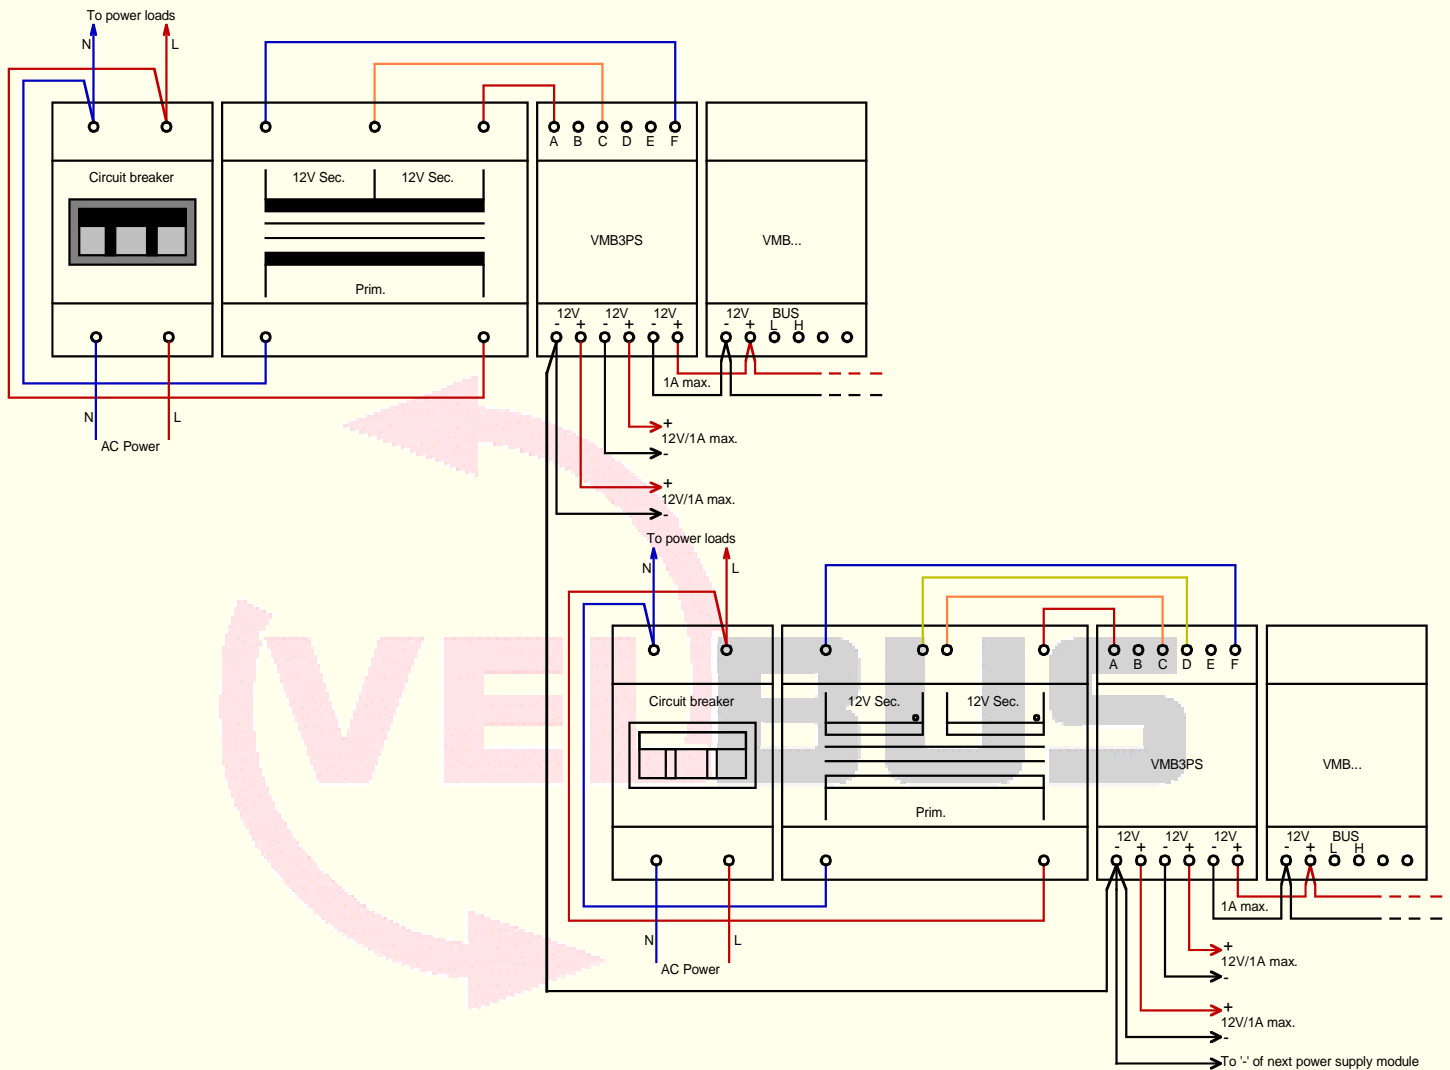 To power loads
N L
A B C D E F
Circuit breaker
12V Sec. 12V Sec.
VMB3PS
VMB...
Prim.
12V 12V 12V
- + - + - +
12V BUS
- + L H
1A max.
N L
AC Power
+
12V/1A max.
-
+
12V/1A max.
-
To power loads
N L
VELBUS
A B C D E F
Circuit breaker
12V Sec. 12V Sec.
VMB3PS
VMB...
Prim.
12V 12V 12V
- + - + - +
12V BUS
- + L H
1A max.
N L
AC Power
+
12V/1A max.
-
+
12V/1A max.
-
To '-' of next power supply module